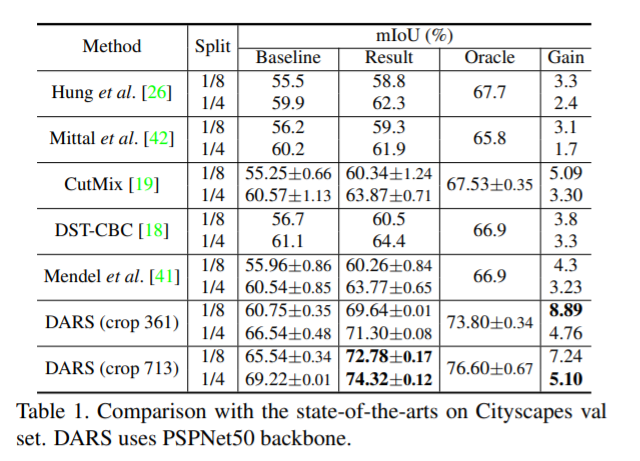 Method Split mIoU (%)
Baseline Result Oracle Gain
Hung et al. [26] 1/8 55.5 58.8 67.7 3.3
1/4 59.9 62.3 2.4
Mittal et al. [42] 1/8 56.2 59.3 65.8 3.1
1/4 60.2 61.9 1.7
CutMix [19] 1/8 55.25±0.66 60.34±1.24 67.53±0.35 5.09
1/4 60.57±1.13 63.87±0.71 3.30
DST-CBC [18] 1/8 56.7 60.5 66.9 3.8
1/4 61.1 64.4 3.3
Mendel et al. [41] 1/8 55.96±0.86 60.26±0.84 66.9 4.3
1/4 60.54±0.85 63.77±0.65 3.23
DARS (crop 361) 1/8 60.75±0.35 69.64±0.01 73.80±0.34 8.89
1/4 66.54±0.48 71.30±0.08 4.76
DARS (crop 713) 1/8 65.54±0.34 72.78±0.17 76.60±0.67 7.24
1/4 69.22±0.01 74.32±0.12 5.10
Table 1. Comparison with the state-of-the-arts on Cityscapes val
set. DARS uses PSPNet50 backbone.